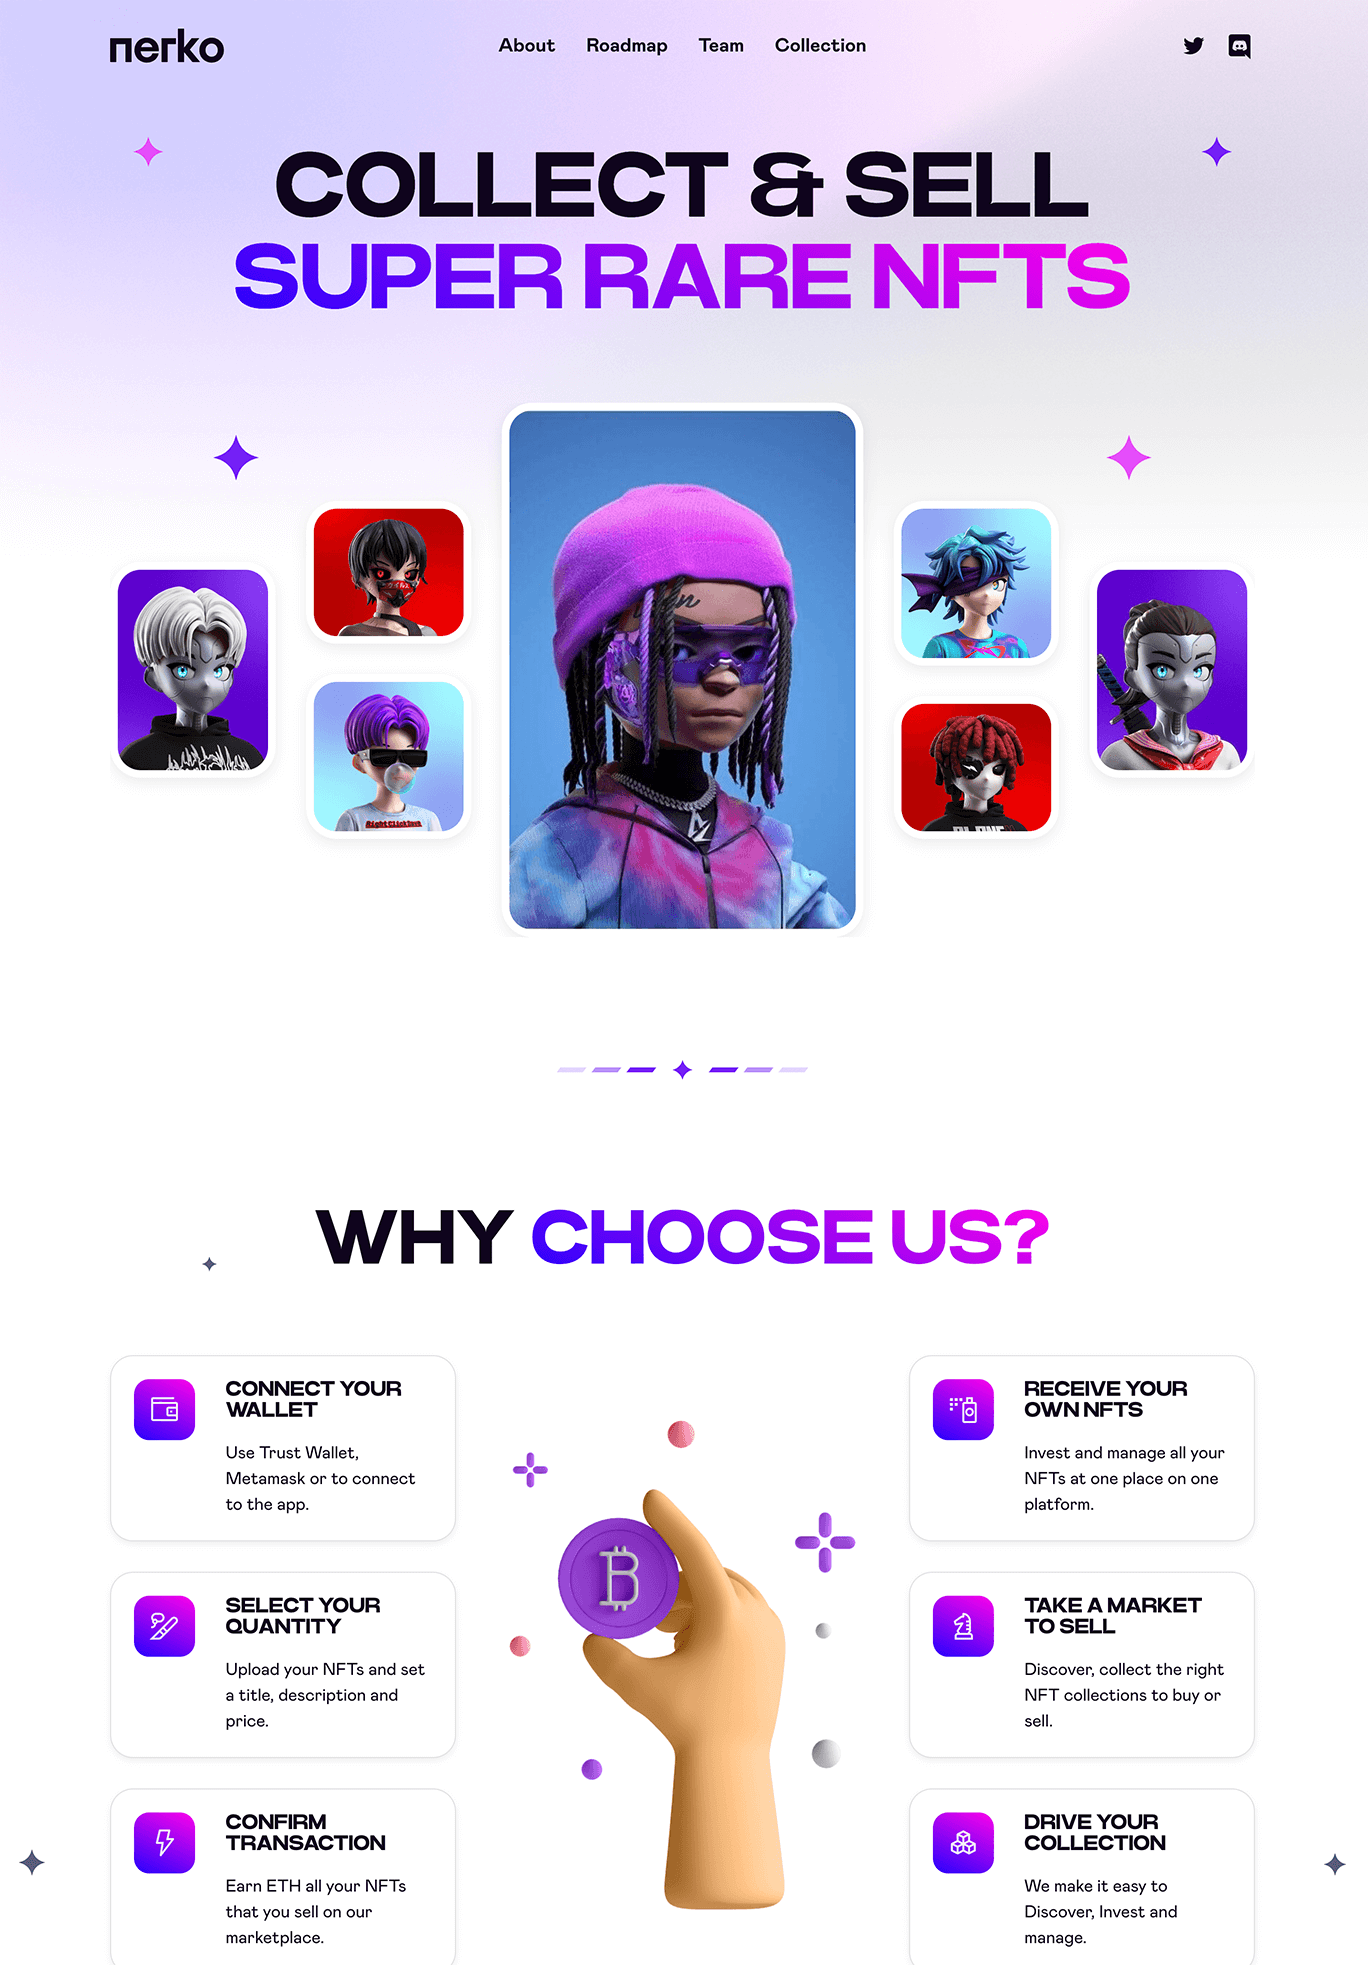 nerko
About Roadmap Team Collection
COLLECT & SELL
SUPER RARE NFTS
RightClickSave
WHY CHOOSE US?
CONNECT YOUR
WALLET
Use Trust Wallet,
Metamask or to connect
to the app.
SELECT YOUR
QUANTITY
Upload your NFTs and set
a title, description and
price.
CONFIRM
TRANSACTION
Earn ETH all your NFTs
that you sell on our
marketplace.
RECEIVE YOUR
OWN NFTS
Invest and manage all your
NFTs at one place on one
platform.
TAKE A MARKET
TO SELL
Discover, collect the right
NFT collections to buy or
sell.
DRIVE YOUR
COLLECTION
We make it easy to
Discover, Invest and
manage.